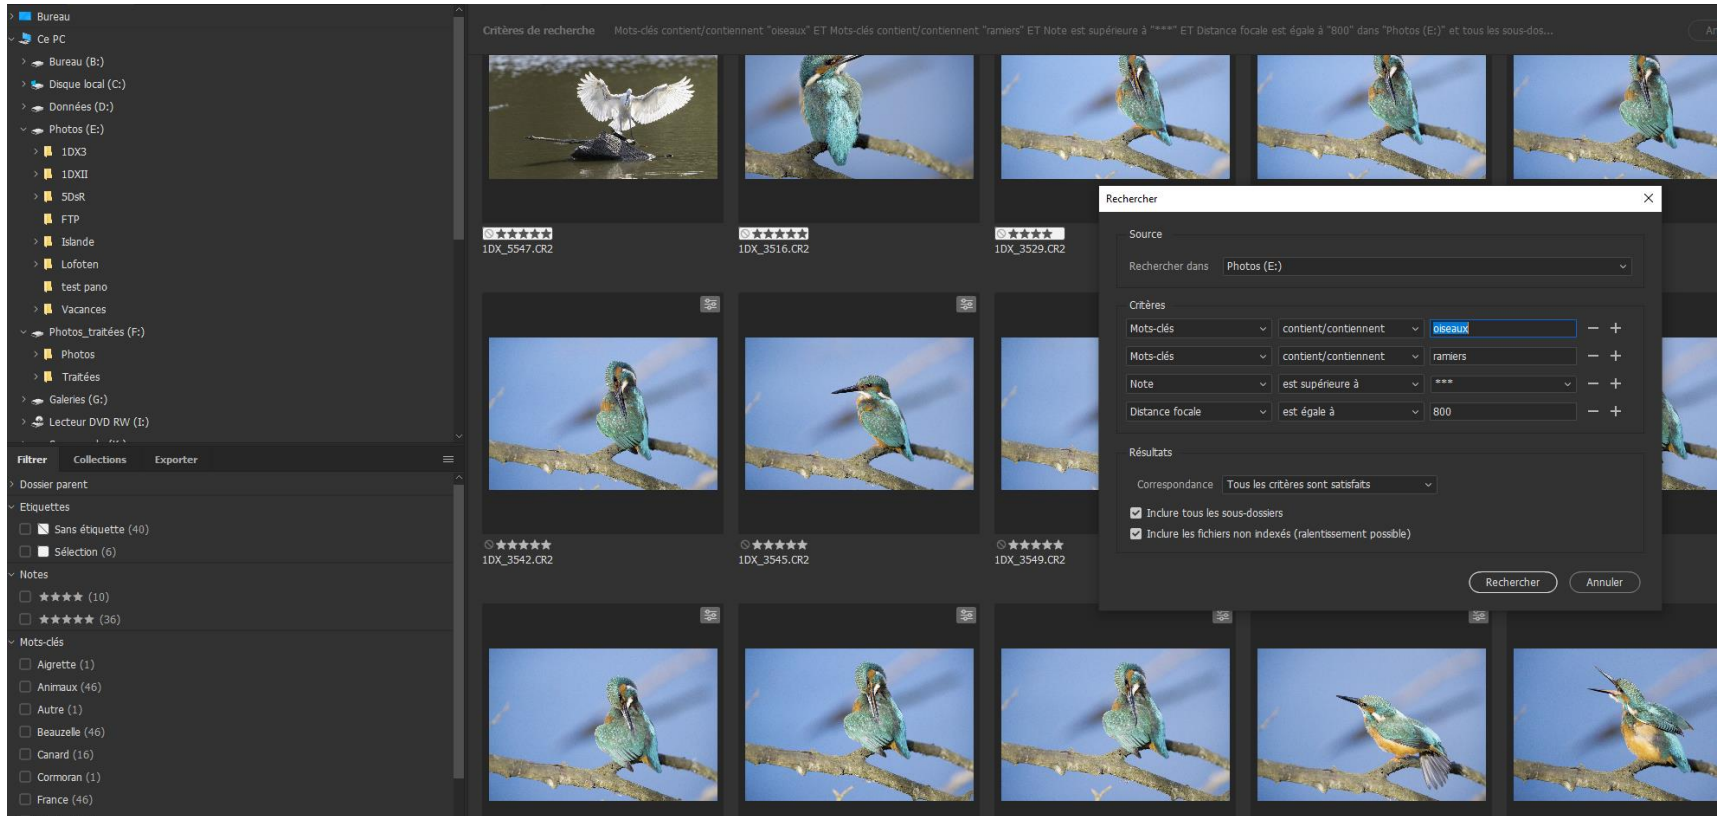 Bureau
Ce PC
Bureau (B:)
Disque local (C:)
Données (D:)
Photos (E:)
1DX3
1DXII
5DsR
FTP
Islande
Lofoten
test pano
Vacances
Photos_traitées (F:)
Photos
Traitées
Galeries (G:)
Lecteur DVD RW (I:)
Filtrer Collections Exporter
Dossier parent
Etiquettes
Sans étiquette (40)
Sélection (6)
Notes
★★★★ (10)
★★★★★ (36)
Mots-clés
Aigrette (1)
Animaux (46)
Autre (1)
Beauzelle (46)
Canard (16)
Cormoran (1)
France (46)
Critères de recherche Mots-clés contient/contiennent "oiseaux" ET Mots-clés contient/contiennent "ramiers" ET Note est supérieure à "***" ET Distance focale est égale à "800" dans "Photos (E:)" et tous les sous-dos...
An
★★★★★ ★★★★★ ★★★★
1DX_5547.CR2 1DX_3516.CR2 1DX_3529.CR2
★★★★★ ★★★★★ ★★★★★
1DX_3542.CR2 1DX_3545.CR2 1DX_3549.CR2
Rechercher
Source
Rechercher dans Photos (E:)
Critères
Mots-clés contient/contiennent oiseaux
Mots-clés contient/contiennent ramiers
Note est supérieure à ***
Distance focale est égale à 800
Résultats
Correspondance Tous les critères sont satisfaits
Inclure tous les sous-dossiers
Inclure les fichiers non indexés (ralentissement possible)
Rechercher Annuler